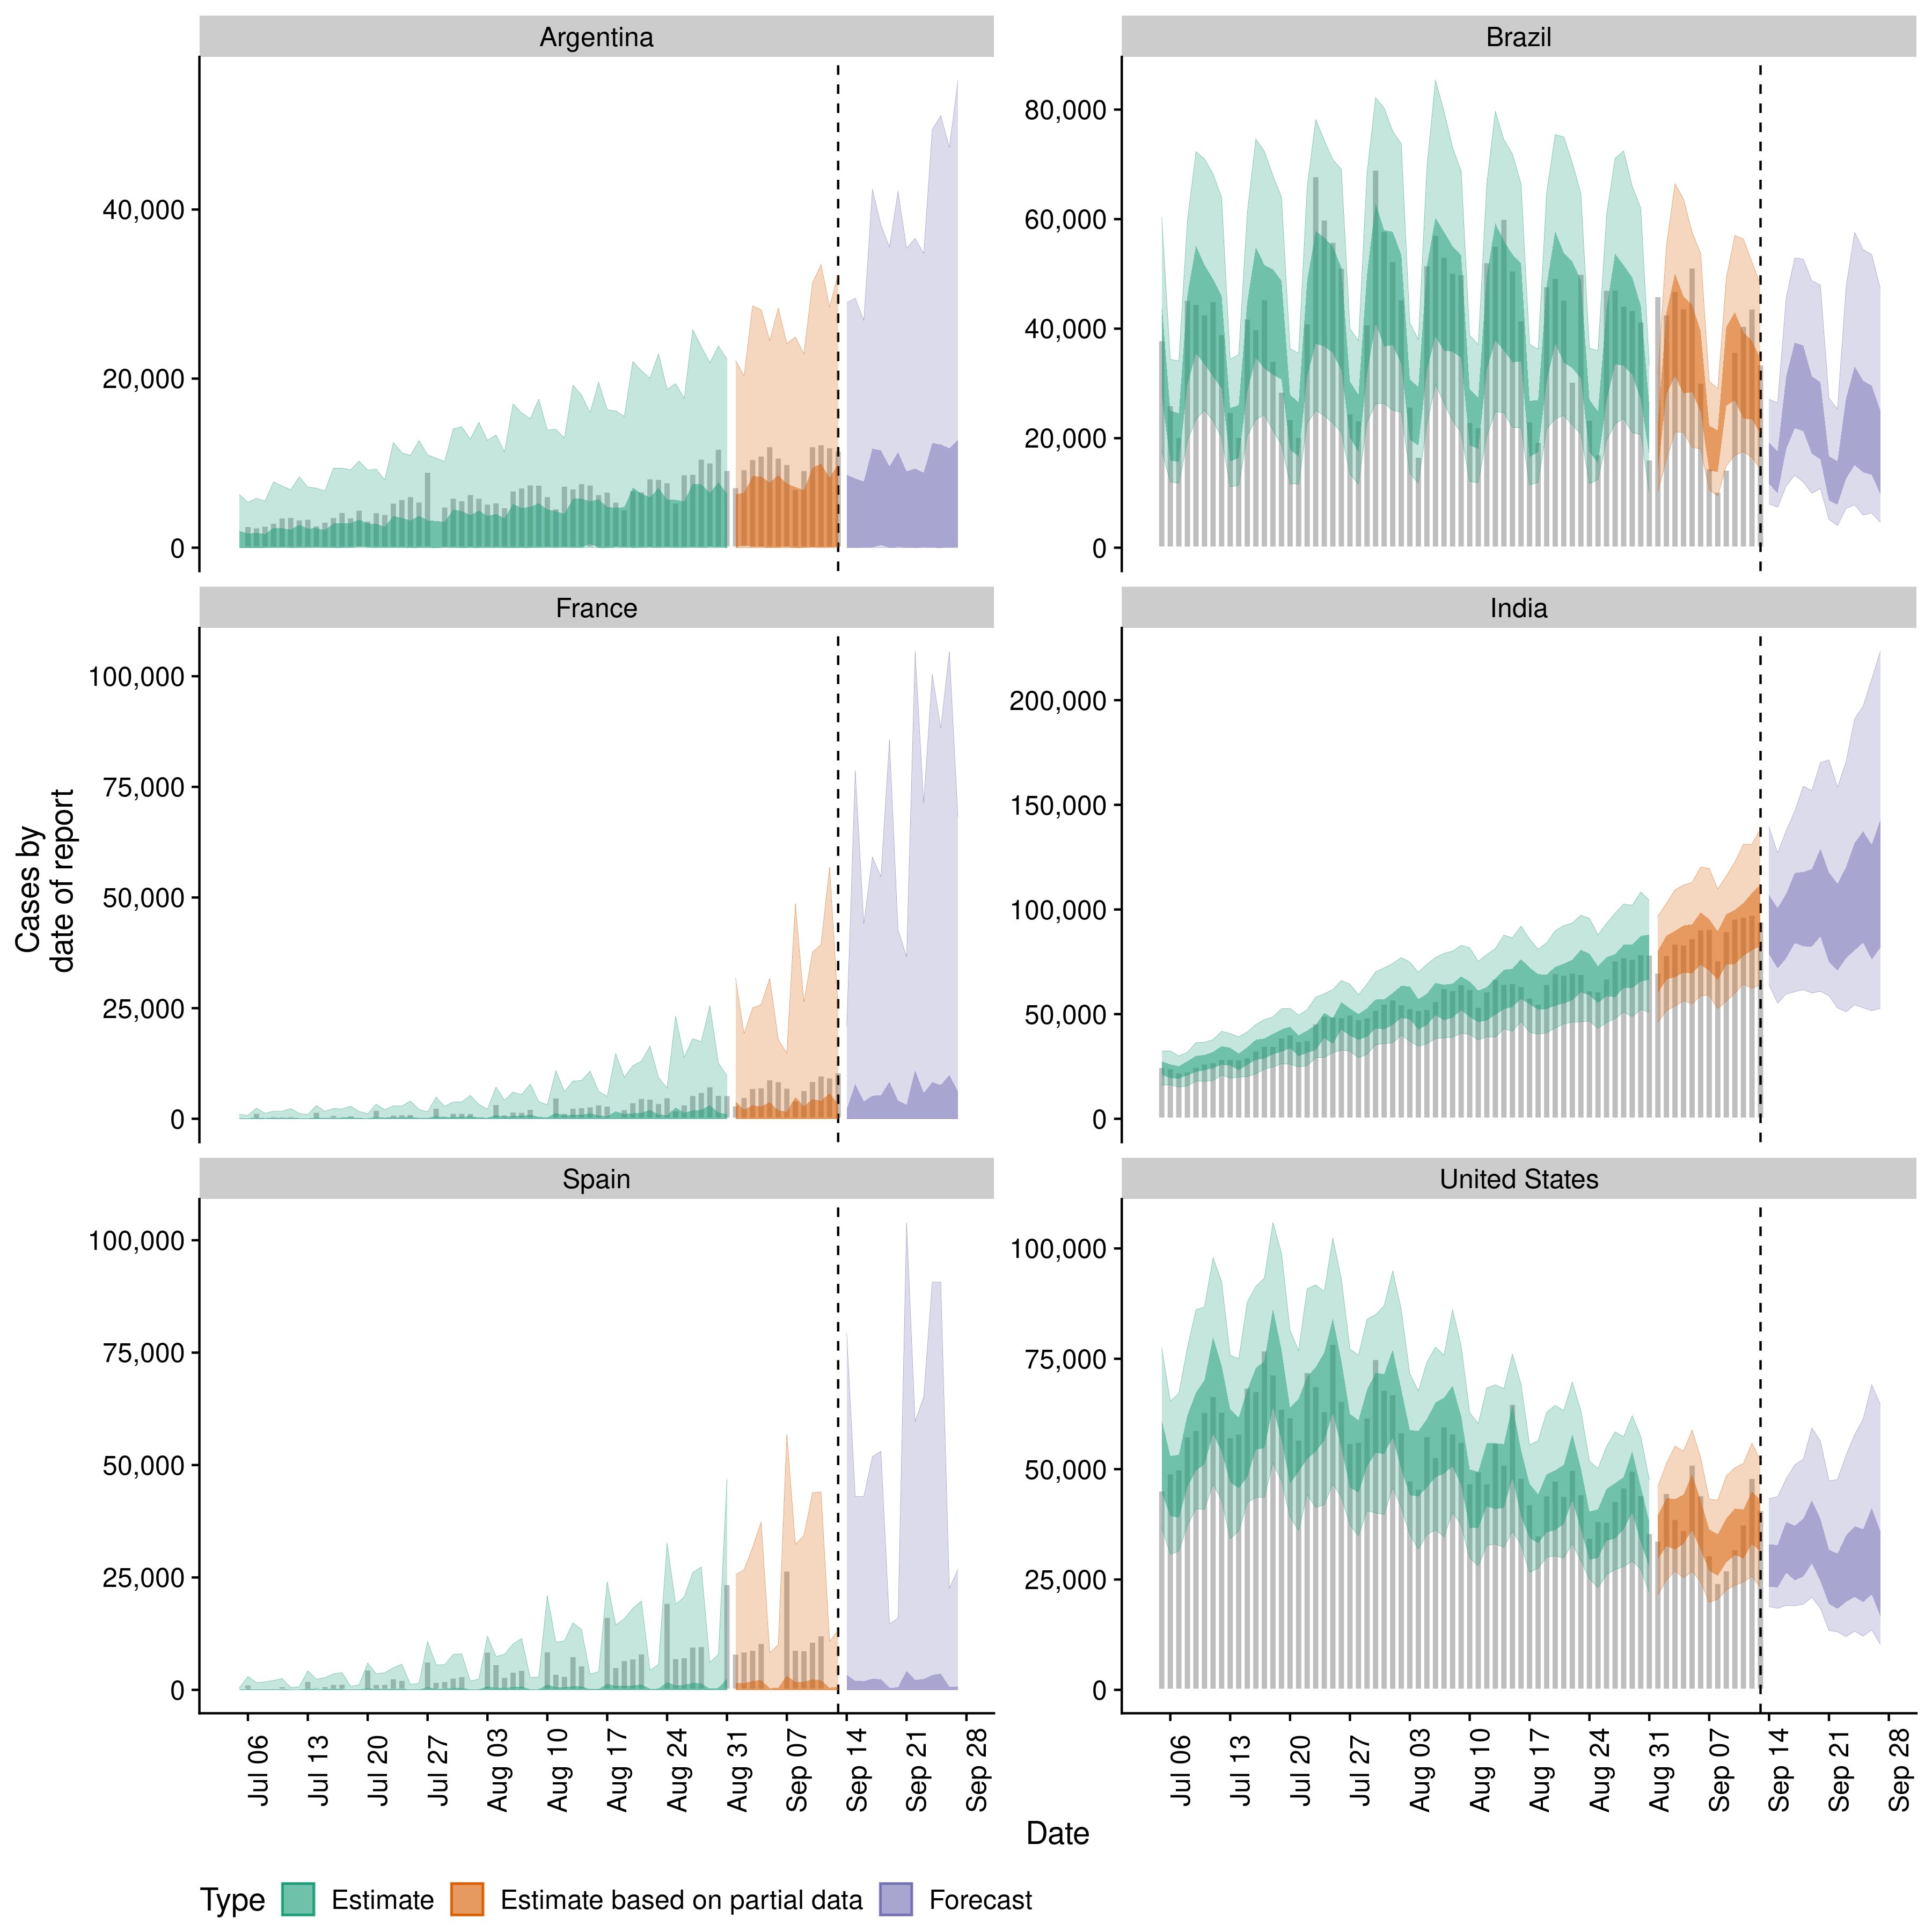 Argentina
Brazil
40,000
20,000
0
80,000
60,000
40,000
20,000
0
France
India
100,000
75,000
50,000
25,000
0
200,000
150,000
100,000
50,000
0
Spain
United States
100,000
75,000
50,000
25,000
0
100,000
75,000
50,000
25,000
0
Cases by
date of report
Jul 06
Jul 13
Jul 20
Jul 27
Aug 03
Aug 10
Aug 17
Aug 24
Aug 31
Sep 07
Sep 14
Sep 21
Sep 28
Jul 06
Jul 13
Jul 20
Jul 27
Aug 03
Aug 10
Aug 17
Aug 24
Aug 31
Sep 07
Sep 14
Sep 21
Sep 28
Date
Type Estimate Estimate based on partial data Forecast